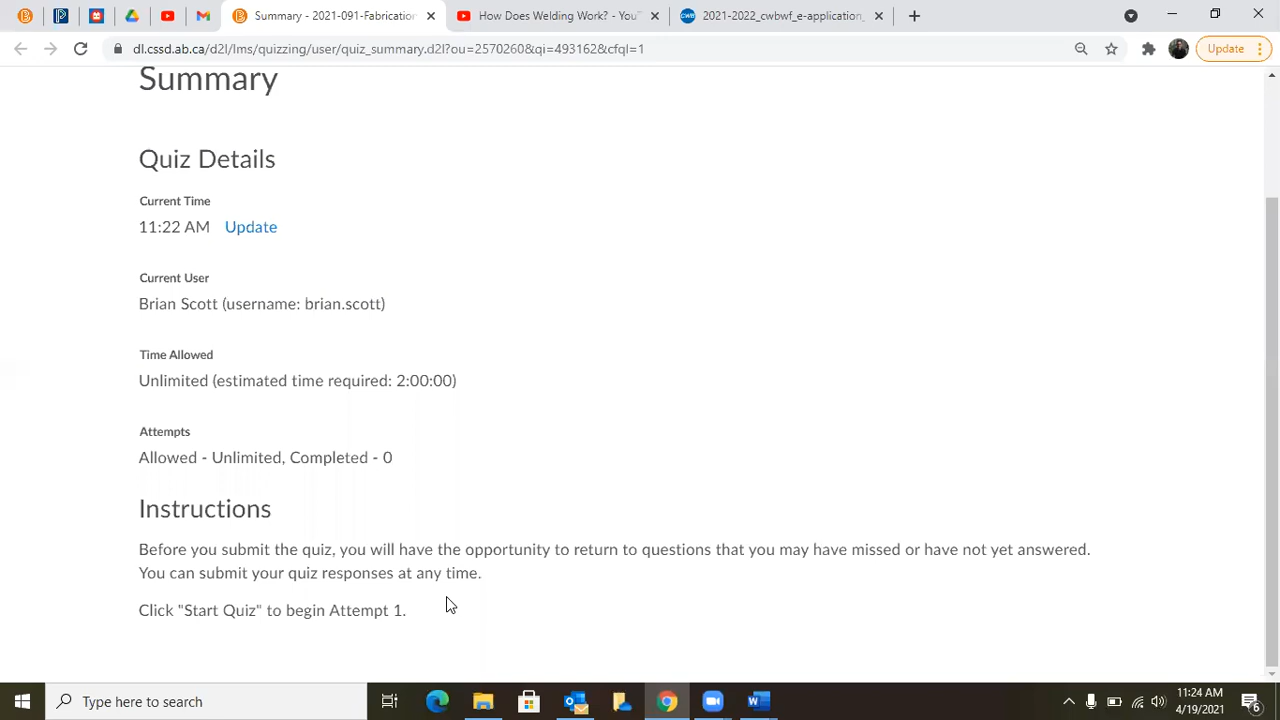 Summary - 2021-091-Fabrication
How Does Welding Work? - You
2021-2022_cwbwf_e-application_
dl.cssd.ab.ca/d2l/lms/quizzing/user/quiz_summary.d2l?ou=2570260&qi=493162&cfql=1
Update
Summary
Quiz Details
Current Time
11:22 AM Update
Current User
Brian Scott (username: brian.scott)
Time Allowed
Unlimited (estimated time required: 2:00:00)
Attempts
Allowed - Unlimited, Completed - 0
Instructions
Before you submit the quiz, you will have the opportunity to return to questions that you may have missed or have not yet answered.
You can submit your quiz responses at any time.
Click "Start Quiz" to begin Attempt 1.
Type here to search
11:24 AM
4/19/2021
6